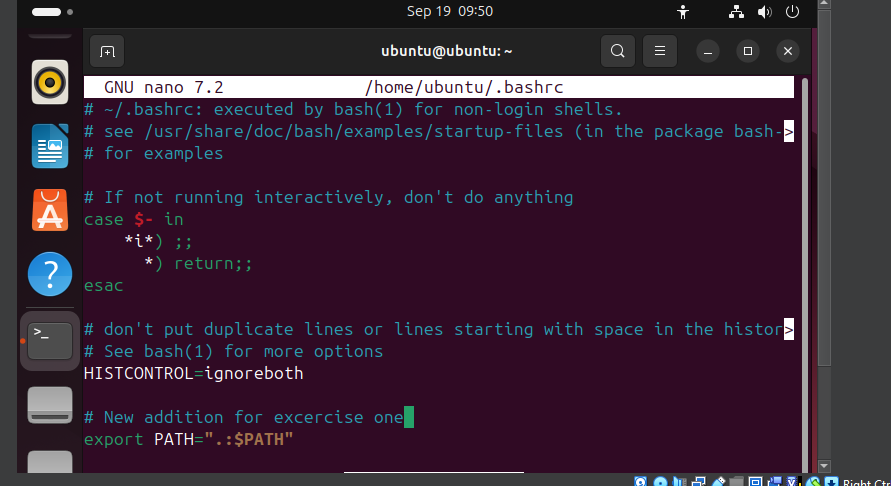 Sep 19 09:50
ubuntu@ubuntu: ~
GNU nano 7.2 /home/ubuntu/.bashrc
# ~/.bashrc: executed by bash(1) for non-login shells.
# see /usr/share/doc/bash/examples/startup-files (in the package bash->
# for examples
# If not running interactively, don't do anything
case $- in
*i*) ;;
*) return;;
esac
# don't put duplicate lines or lines starting with space in the histor>
# See bash(1) for more options
HISTCONTROL=ignoreboth
# New addition for excercise one
export PATH=".:$PATH"
Right Ctr